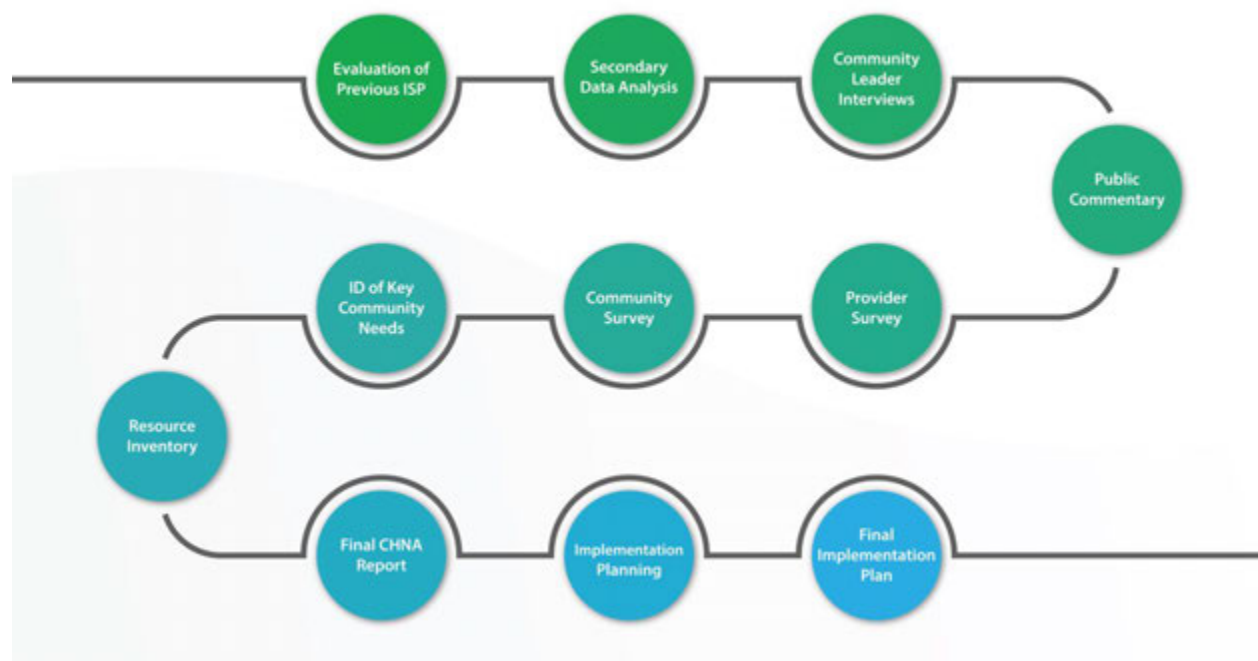 Evaluation of
Previous ISP
Secondary
Data Analysis
Community
Leader
Interviews
Public
Commentary
Provider
Survey
Community
Survey
ID of Key
Community
Needs
Resource
Inventory
Final CHNA
Report
Implementation
Planning
Final
Implementation
Plan